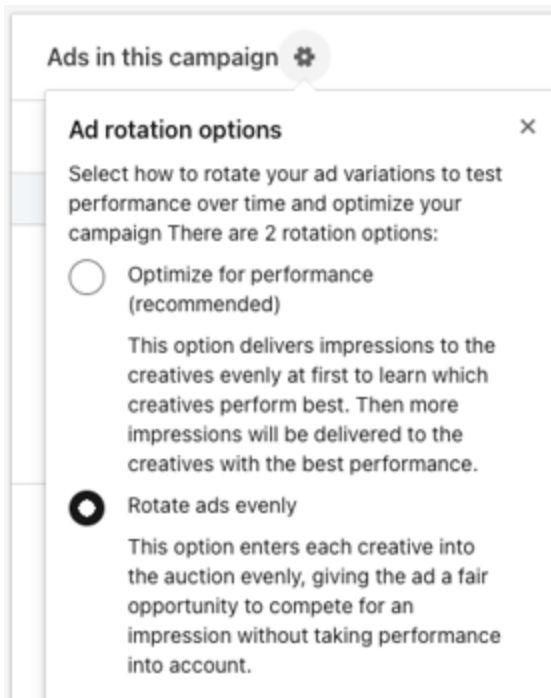 Ads in this campaign
Ad rotation options
Select how to rotate your ad variations to test
performance over time and optimize your
campaign There are 2 rotation options:
Optimize for performance
(recommended)
This option delivers impressions to the
creatives evenly at first to learn which
creatives perform best. Then more
impressions will be delivered to the
creatives with the best performance.
Rotate ads evenly
This option enters each creative into
the auction evenly, giving the ad a fair
opportunity to compete for an
impression without taking performance
into account.